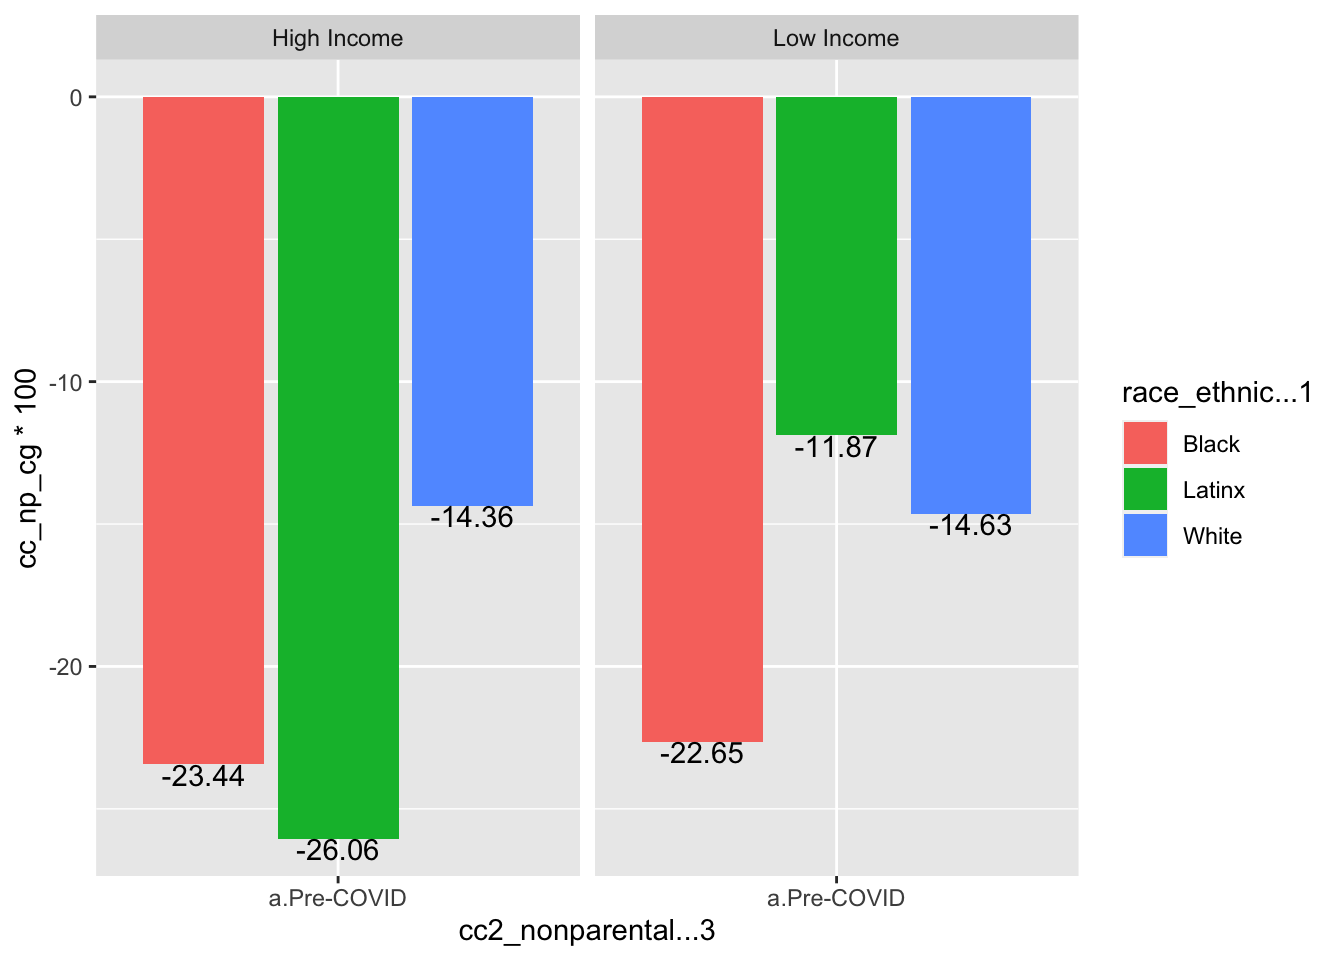 High Income
Low Income
0
-10
-20
-23.44
-26.06
-14.36
-22.65
-11.87
-14.63
a.Pre-COVID
a.Pre-COVID
cc2_nonparental...3
cc_np_cg * 100
race_ethnic...1
Black
Latinx
White